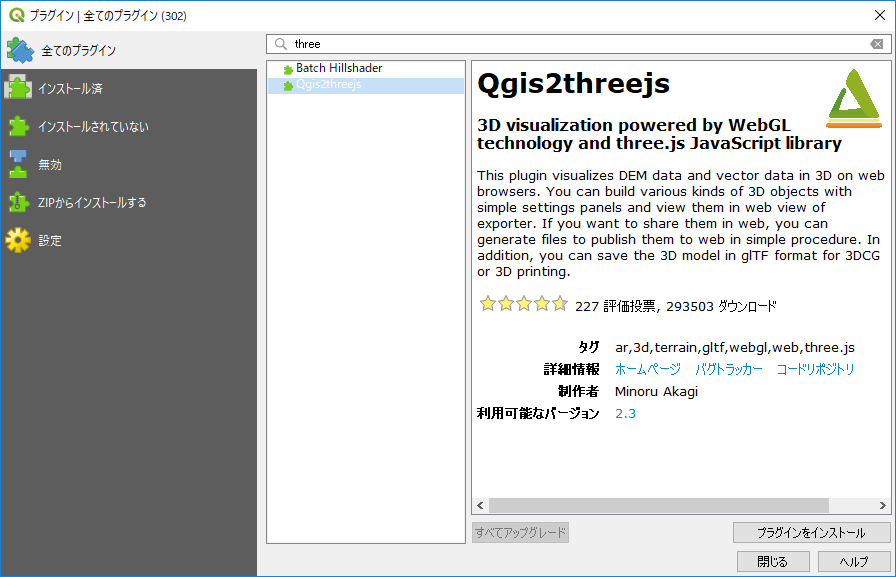 プラグイン | 全てのプラグイン (302)
全てのプラグイン
インストール済
インストールされていない
無効
ZIPからインストールする
設定
three
Batch Hillshader
Qgis2threejs
Qgis2threejs
3D visualization powered by WebGL
technology and three.js JavaScript library
This plugin visualizes DEM data and vector data in 3D on web
browsers. You can build various kinds of 3D objects with
simple settings panels and view them in web view of
exporter. If you want to share them in web, you can
generate files to publish them to web in simple procedure. In
addition, you can save the 3D model in glTF format for 3DCG
or 3D printing.
227 評価投票, 293503 ダウンロード
タグ ar,3d,terrain,gltf,webgl,web,three.js
詳細情報 ホームページ バグトラッカー コードリポジトリ
制作者 Minoru Akagi
利用可能なバージョン 2.3
すべてアップグレード
プラグインをインストール
閉じる
ヘルプ